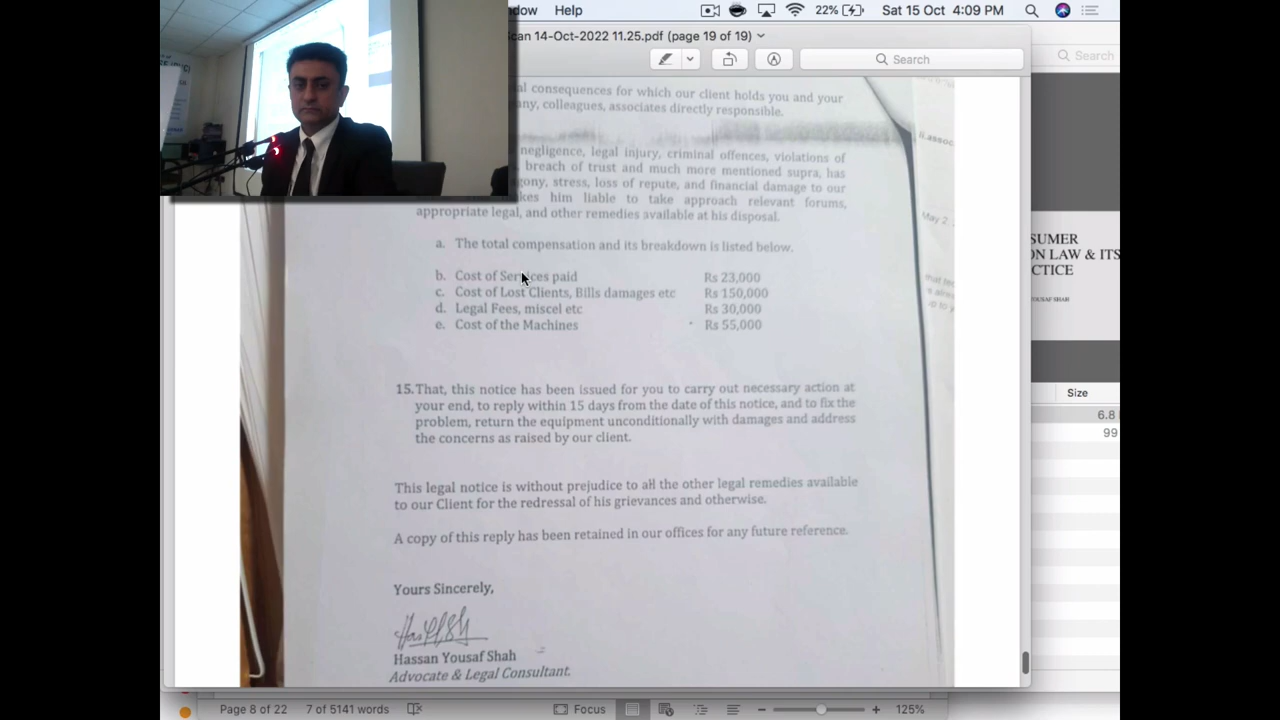 ndow Help 22% Sat 15 Oct 4:09 PM
can 14-Oct-2022 11.25.pdf (page 19 of 19)
Search
Search
al consequences for which our client holds you and your
any, colleagues, associates directly responsible.
negligence, legal injury, criminal offences, violations of
breach of trust and much more mentioned supra, has
gony, stress, loss of repute, and financial damage to our
kes him liable to take approach relevant forums,
appropriate legal, and other remedies available at his disposal.
a. The total compensation and its breakdown is listed below.
b. Cost of Services paid Rs 23,000
c. Cost of Lost Clients, Bills damages etc Rs 150,000
d. Legal Fees, miscel etc Rs 30,000
e. Cost of the Machines Rs 55,000
15. That, this notice has been issued for you to carry out necessary action at
your end, to reply within 15 days from the date of this notice, and to fix the
problem, return the equipment unconditionally with damages and address
the concerns as raised by our client.
This legal notice is without prejudice to all the other legal remedies available
to our Client for the redressal of his grievances and otherwise.
A copy of this reply has been retained in our offices for any future reference.
Yours Sincerely,
Hassan Yousaf Shah
Advocate & Legal Consultant.
li.assoc
May 2
SUMER
ON LAW & ITS
CTICE
YOUSAF SHAH
Size
6.8
99
Page 8 of 22 7 of 5141 words Focus 125%